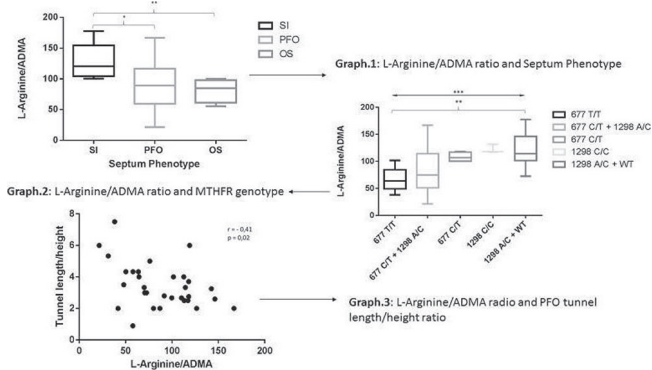 **
*
200
150
100
50
0
L-Arginine/ADMA
SI
PFO
OS
Septum Phenotype
SI
PFO
OS
Graph.1: L-Arginine/ADMA ratio and Septum Phenotype
***
**
200
150
100
50
0
L-Arginine/ADMA
677 T/T
677 C/T + 1298 A/C
677 C/T
1298 C/C
1298 A/C + WT
677 T/T
677 C/T + 1298 A/C
677 C/T
1298 C/C
1298 A/C + WT
Graph.2: L-Arginine/ADMA ratio and MTHFR genotype
8
6
4
2
0
Tunnel length/height
r = - 0,41
p = 0,02
0
50
100
150
200
L-Arginine/ADMA
Graph.3: L-Arginine/ADMA radio and PFO tunnel
length/height ratio